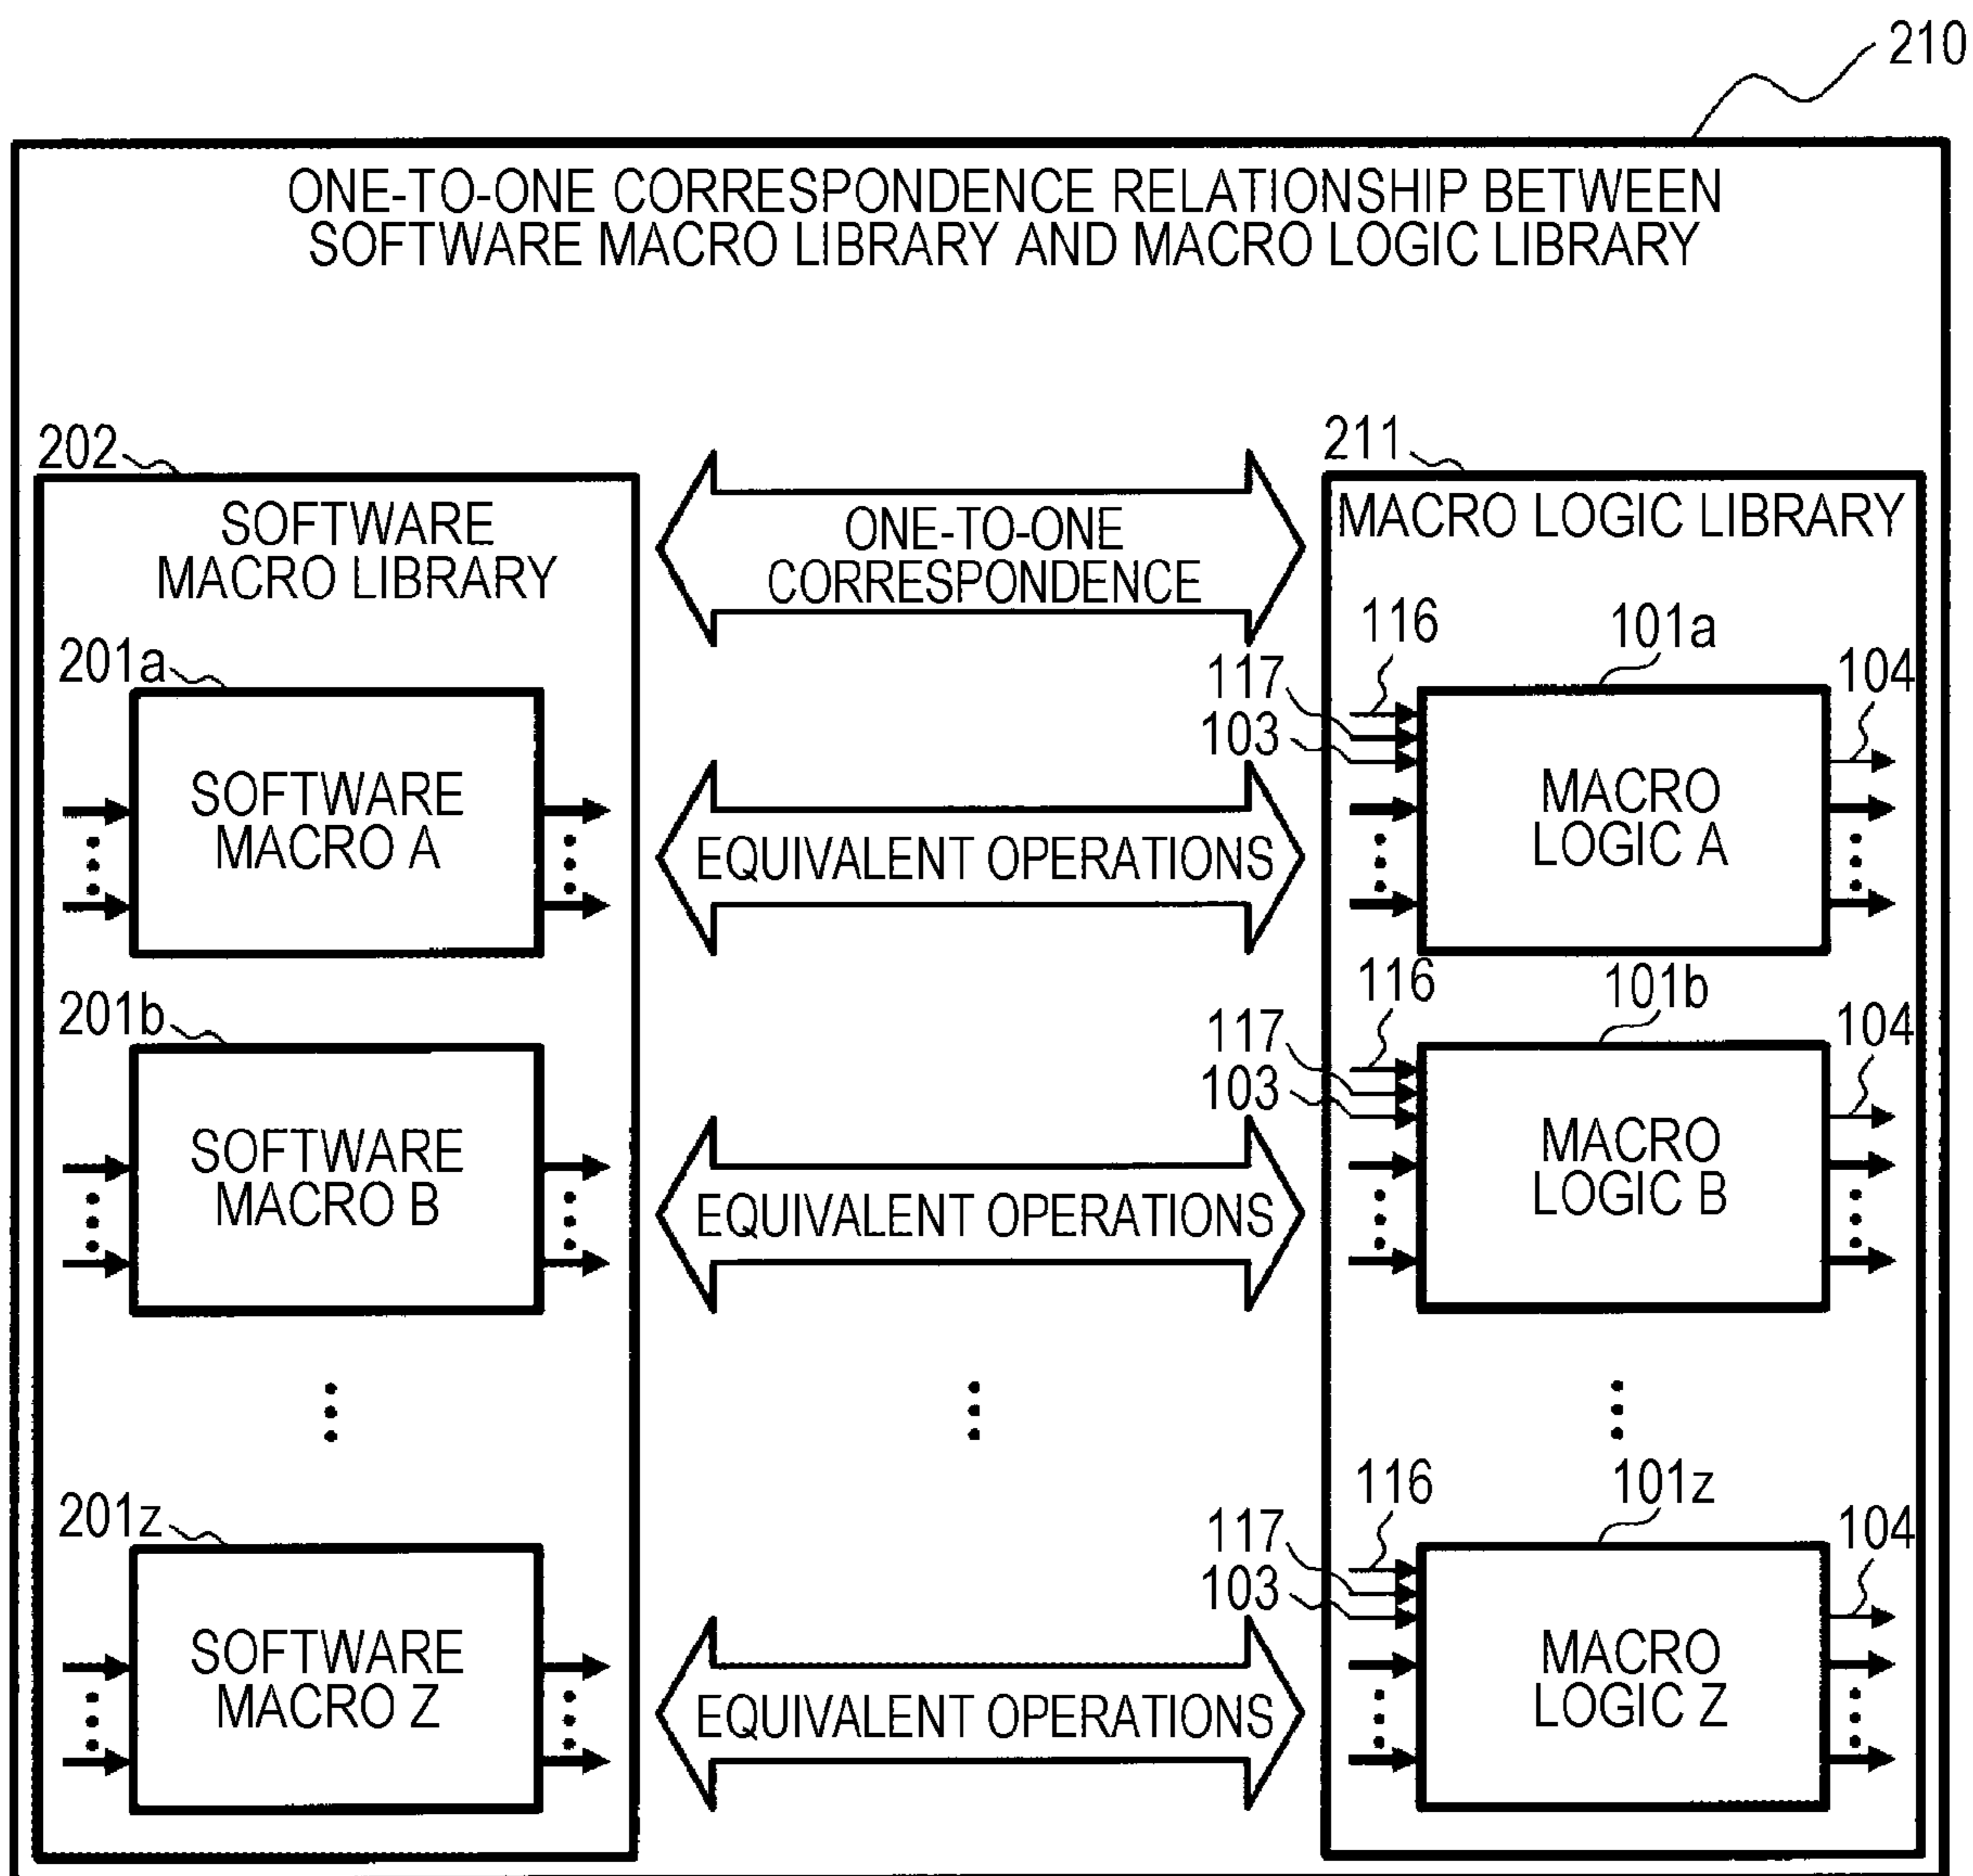 210
ONE-TO-ONE CORRESPONDENCE RELATIONSHIP BETWEEN
SOFTWARE MACRO LIBRARY AND MACRO LOGIC LIBRARY
202
SOFTWARE
MACRO LIBRARY
ONE-TO-ONE
CORRESPONDENCE
211
MACRO LOGIC LIBRARY
201a
SOFTWARE
MACRO A
EQUIVALENT OPERATIONS
116
117
103
101a
104
MACRO
LOGIC A
201b
SOFTWARE
MACRO B
EQUIVALENT OPERATIONS
116
117
103
101b
104
MACRO
LOGIC B
201z
SOFTWARE
MACRO Z
EQUIVALENT OPERATIONS
116
117
103
101z
104
MACRO
LOGIC Z